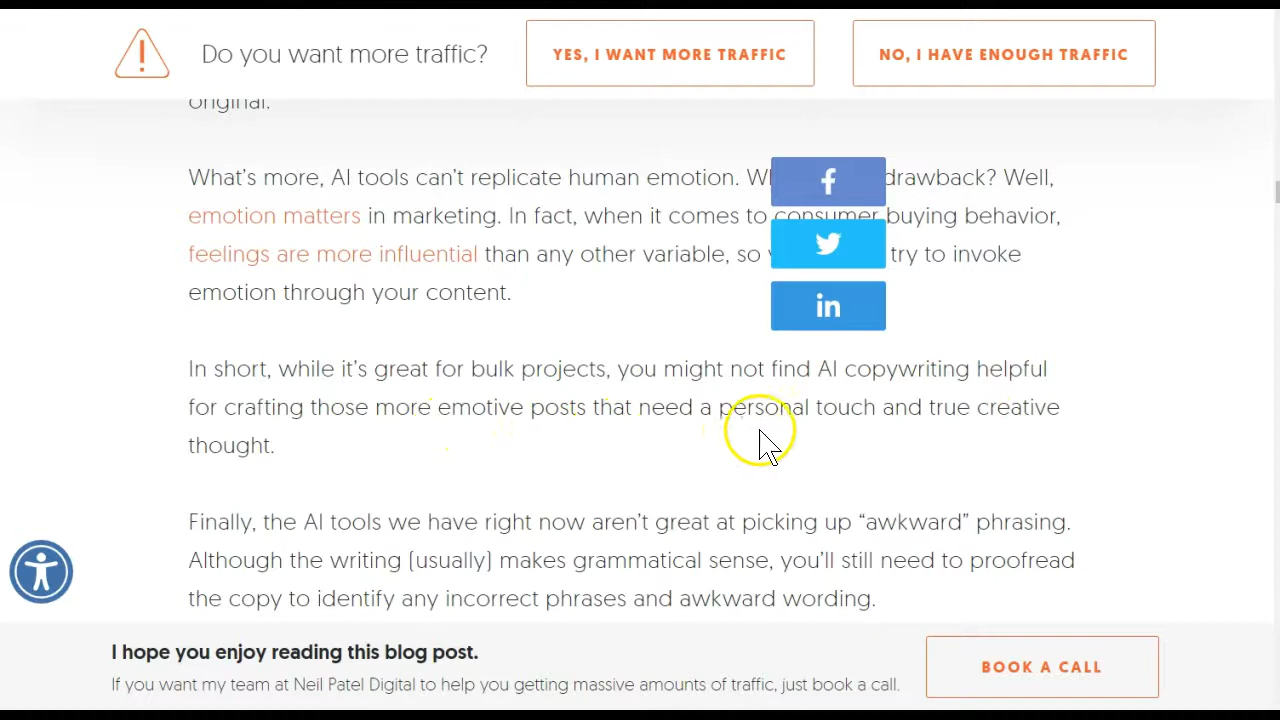 Do you want more traffic?
YES, I WANT MORE TRAFFIC
NO, I HAVE ENOUGH TRAFFIC
original.
What's more, AI tools can't replicate human emotion. drawback? Well,
emotion matters in marketing. In fact, when it comes to consumer buying behavior,
feelings are more influential than any other variable, so try to invoke
emotion through your content.
In short, while it's great for bulk projects, you might not find AI copywriting helpful
for crafting those more emotive posts that need a personal touch and true creative
thought.
Finally, the AI tools we have right now aren't great at picking up “awkward” phrasing.
Although the writing (usually) makes grammatical sense, you'll still need to proofread
the copy to identify any incorrect phrases and awkward wording.
I hope you enjoy reading this blog post.
If you want my team at Neil Patel Digital to help you getting massive amounts of traffic, just book a call.
BOOK A CALL